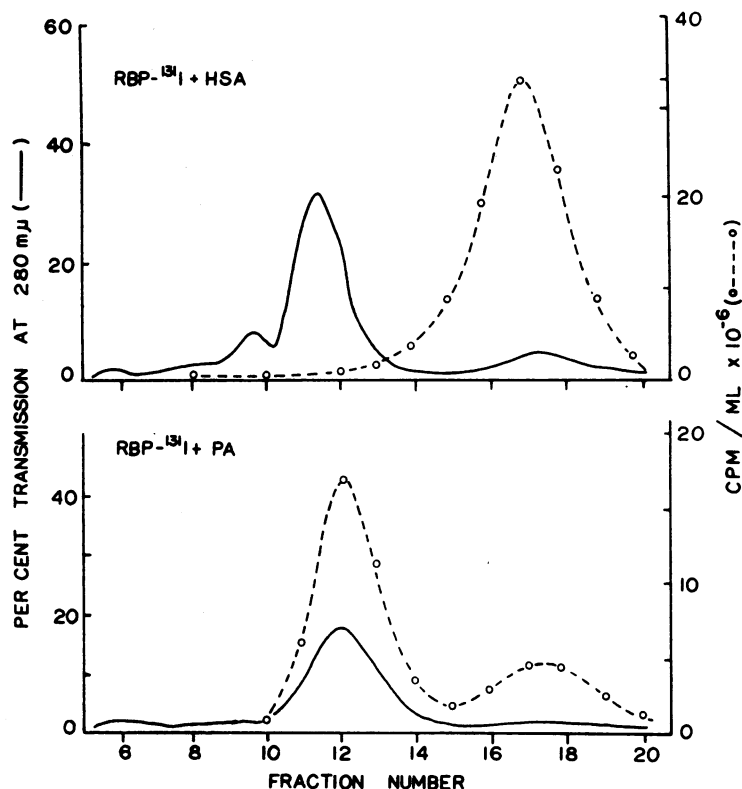 PER CENT TRANSMISSION AT 280 mμ (——)
60
40
20
0
RBP-¹³¹I + HSA
40
20
0
6 8 10 12 14 16 18 20
FRACTION NUMBER
40
20
0
RBP-¹³¹I + PA
20
10
0
CPM / ML x 10⁻⁶ (o-----o)